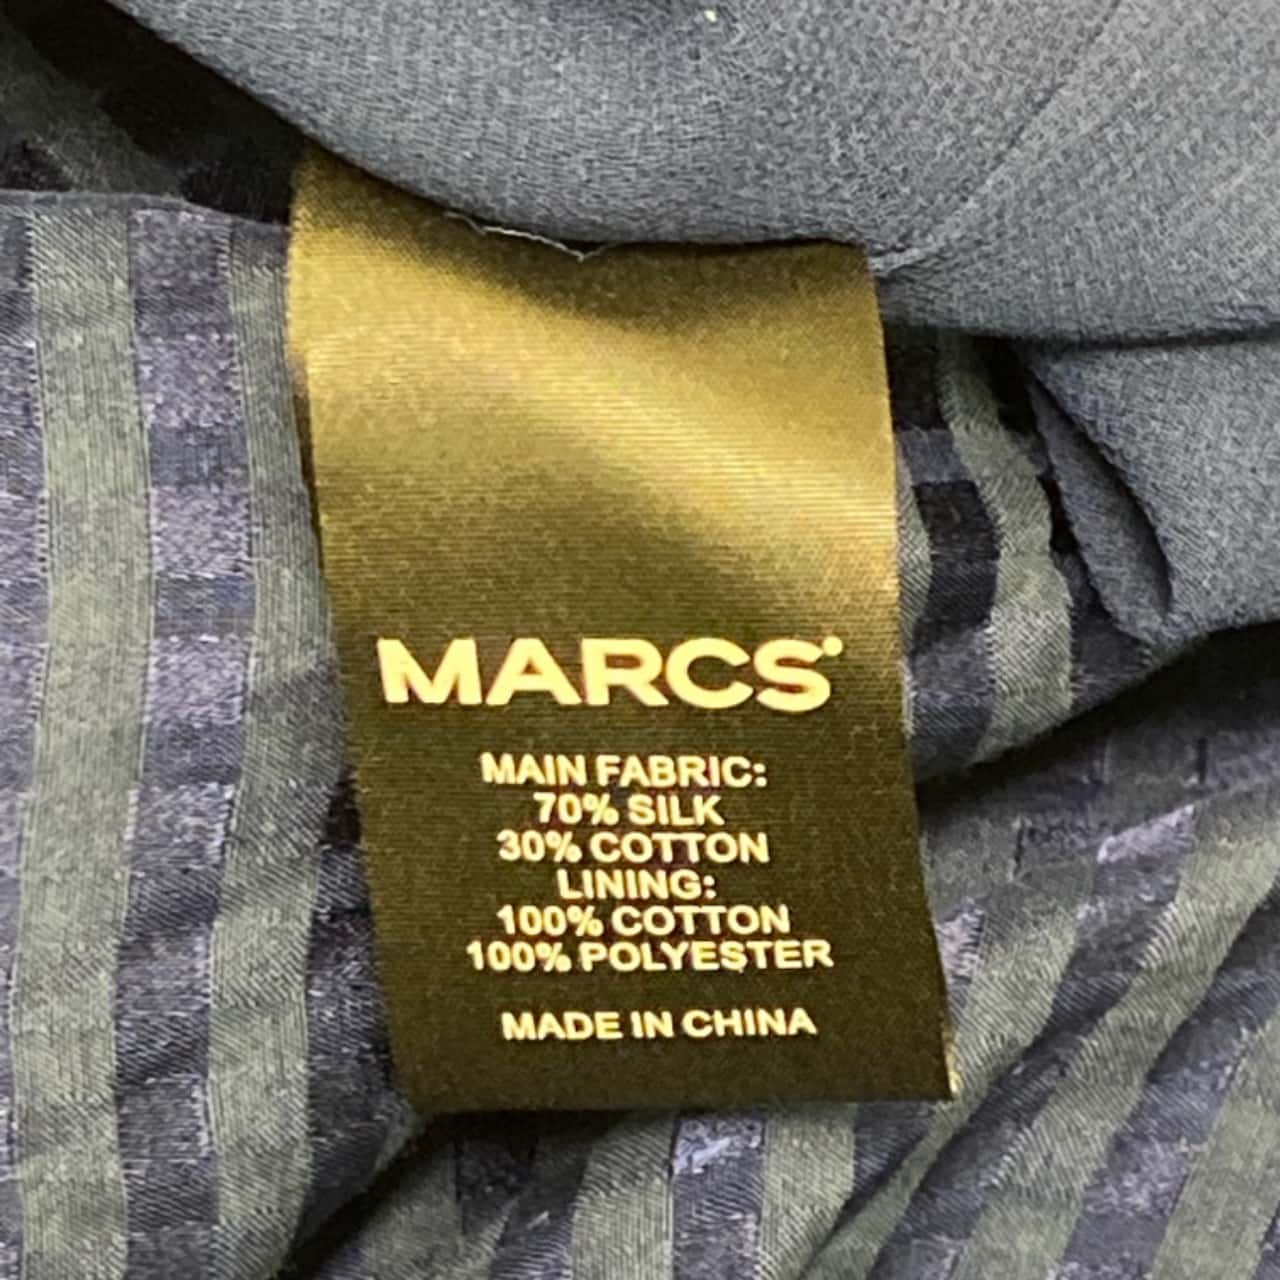 MARCS
MAIN FABRIC:
70% SILK
30% COTTON
LINING:
100% COTTON
100% POLYESTER
MADE IN CHINA